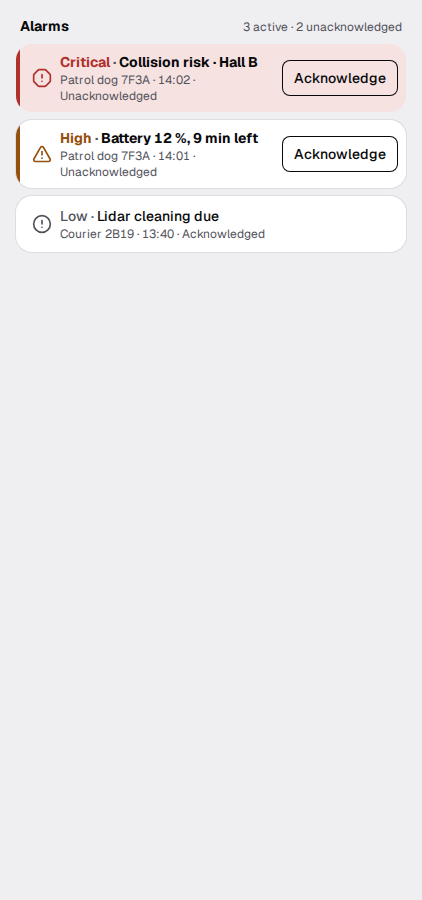 Alarms
3 active · 2 unacknowledged
Critical · Collision risk · Hall B
Patrol dog 7F3A · 14:02 ·
Unacknowledged
Acknowledge
High · Battery 12 %, 9 min left
Patrol dog 7F3A · 14:01 ·
Unacknowledged
Acknowledge
Low · Lidar cleaning due
Courier 2B19 · 13:40 · Acknowledged